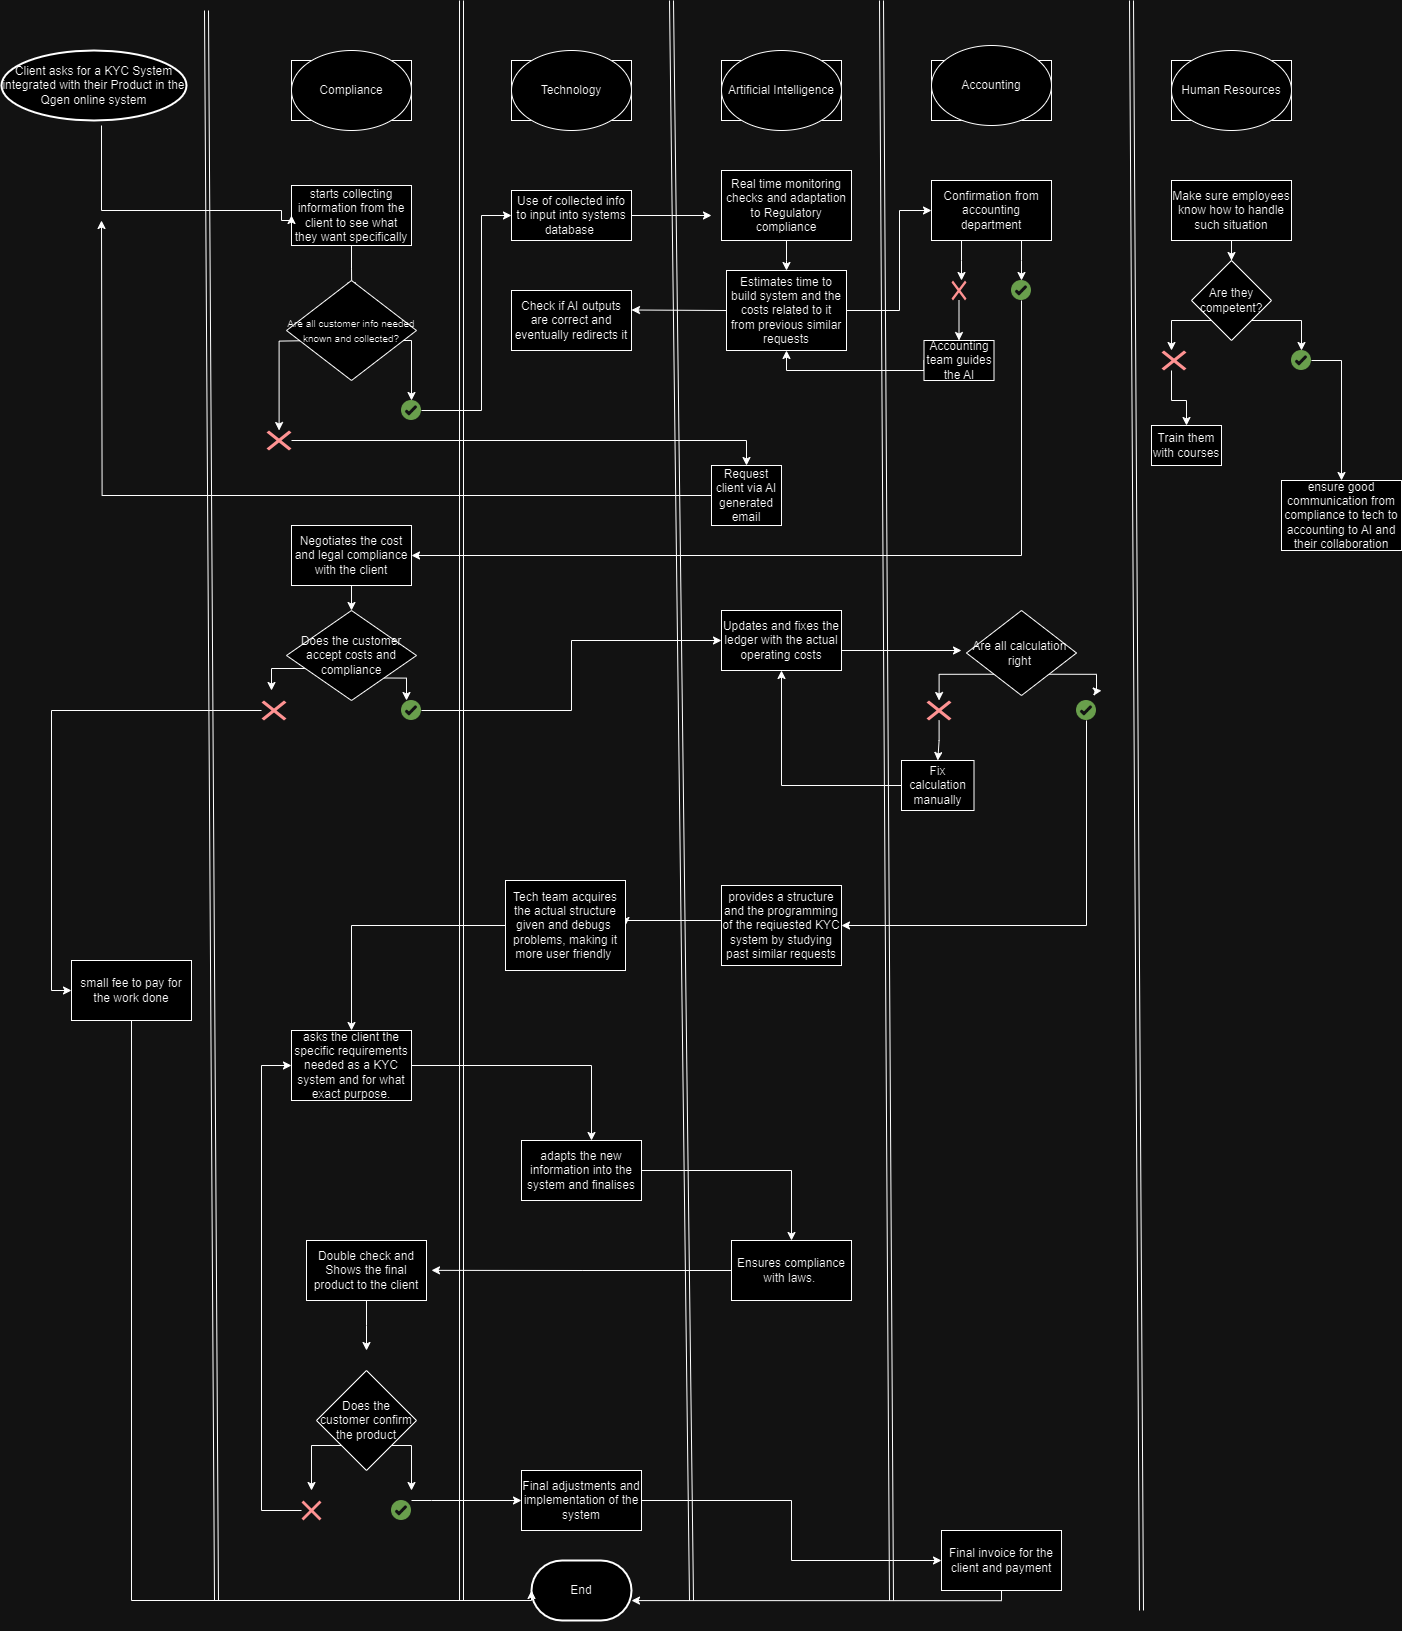 Client asks for a KYC System
integrated with their Product in the
Qgen online system
Compliance
Technology
Artificial Intelligence
Accounting
Human Resources
starts collecting
information from the
client to see what
they want specifically
Use of collected info
to input into systems
database
Real time monitoring
checks and adaptation
to Regulatory
compliance
Confirmation from
accounting
department
Make sure employees
know how to handle
such situation
Are all customer info needed
known and collected?
Check if AI outputs
are correct and
eventually redirects it
Estimates time to
build system and the
costs related to it
from previous similar
requests
Accounting
team guides
the AI
Are they
competent?
Train them
with courses
Request
client via AI
generated
email
ensure good
communication from
compliance to tech to
accounting to AI and
their collaboration
Negotiates the cost
and legal compliance
with the client
Does the customer
accept costs and
compliance
Updates and fixes the
ledger with the actual
operating costs
Are all calculation
right
Fix
calculation
manually
Tech team acquires
the actual structure
given and debugs
problems, making it
more user friendly
provides a structure
and the programming
of the requiested KYC
system by studying
past similar requests
small fee to pay for
the work done
asks the client the
specific requirements
needed as a KYC
system and for what
exact purpose.
adapts the new
information into the
system and finalises
Double check and
Shows the final
product to the client
Ensures compliance
with laws.
Does the
customer confirm
the product
Final adjustments and
implementation of the
system
Final invoice for the
client and payment
End